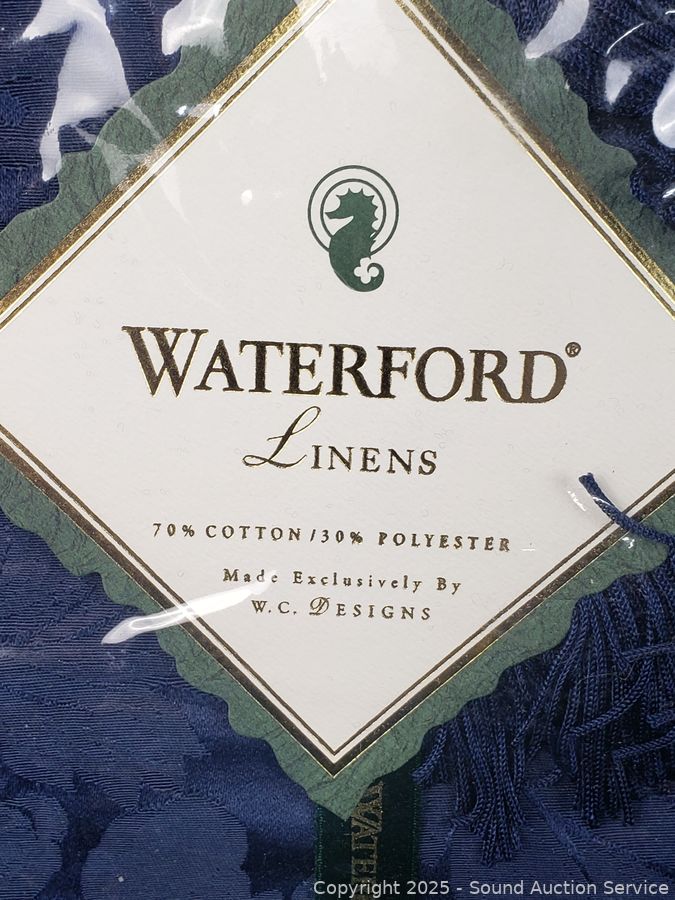 WATERFORD®
LINENS
70% COTTON/30% POLYESTER
Made Exclusively By
W.C. DESIGNS
Copyright 2025 - Sound Auction Service